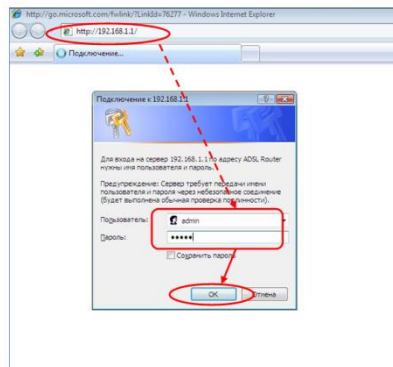 http://go.microsoft.com/fwlink/?LinkId=76277 - Windows Internet Explorer
http://192.168.1.1/
Подключение...
Подключение к 192.168.1.1
Для входа на сервер 192.168.1.1 по адресу ADSL Router
нужны имя пользователя и пароль.
Предупреждение: Сервер требует передачи имени
пользователя и пароля через небезопасное соединение
(будет выполнена обычная проверка подлинности).
Пользователь:
admin
Пароль:
•••••
Сохранить пароль
OK
Отмена